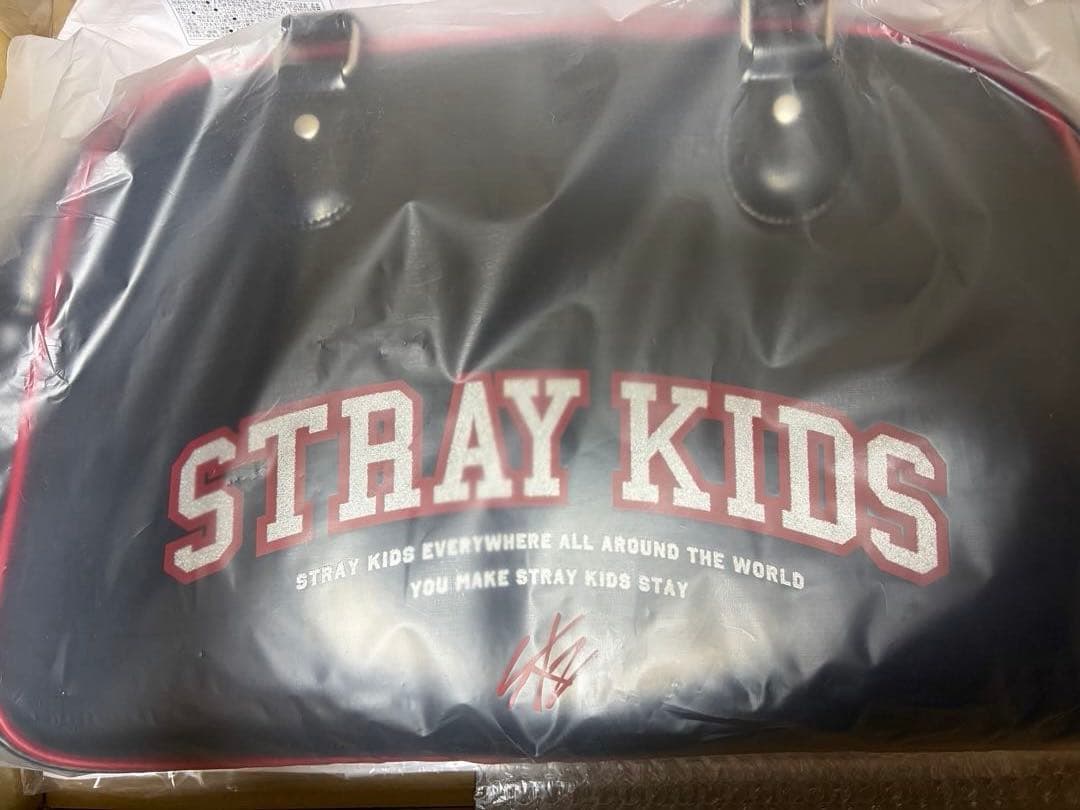 STRAY KIDS
STRAY KIDS EVERYWHERE ALL AROUND THE WORLD
YOU MAKE STRAY KIDS STAY